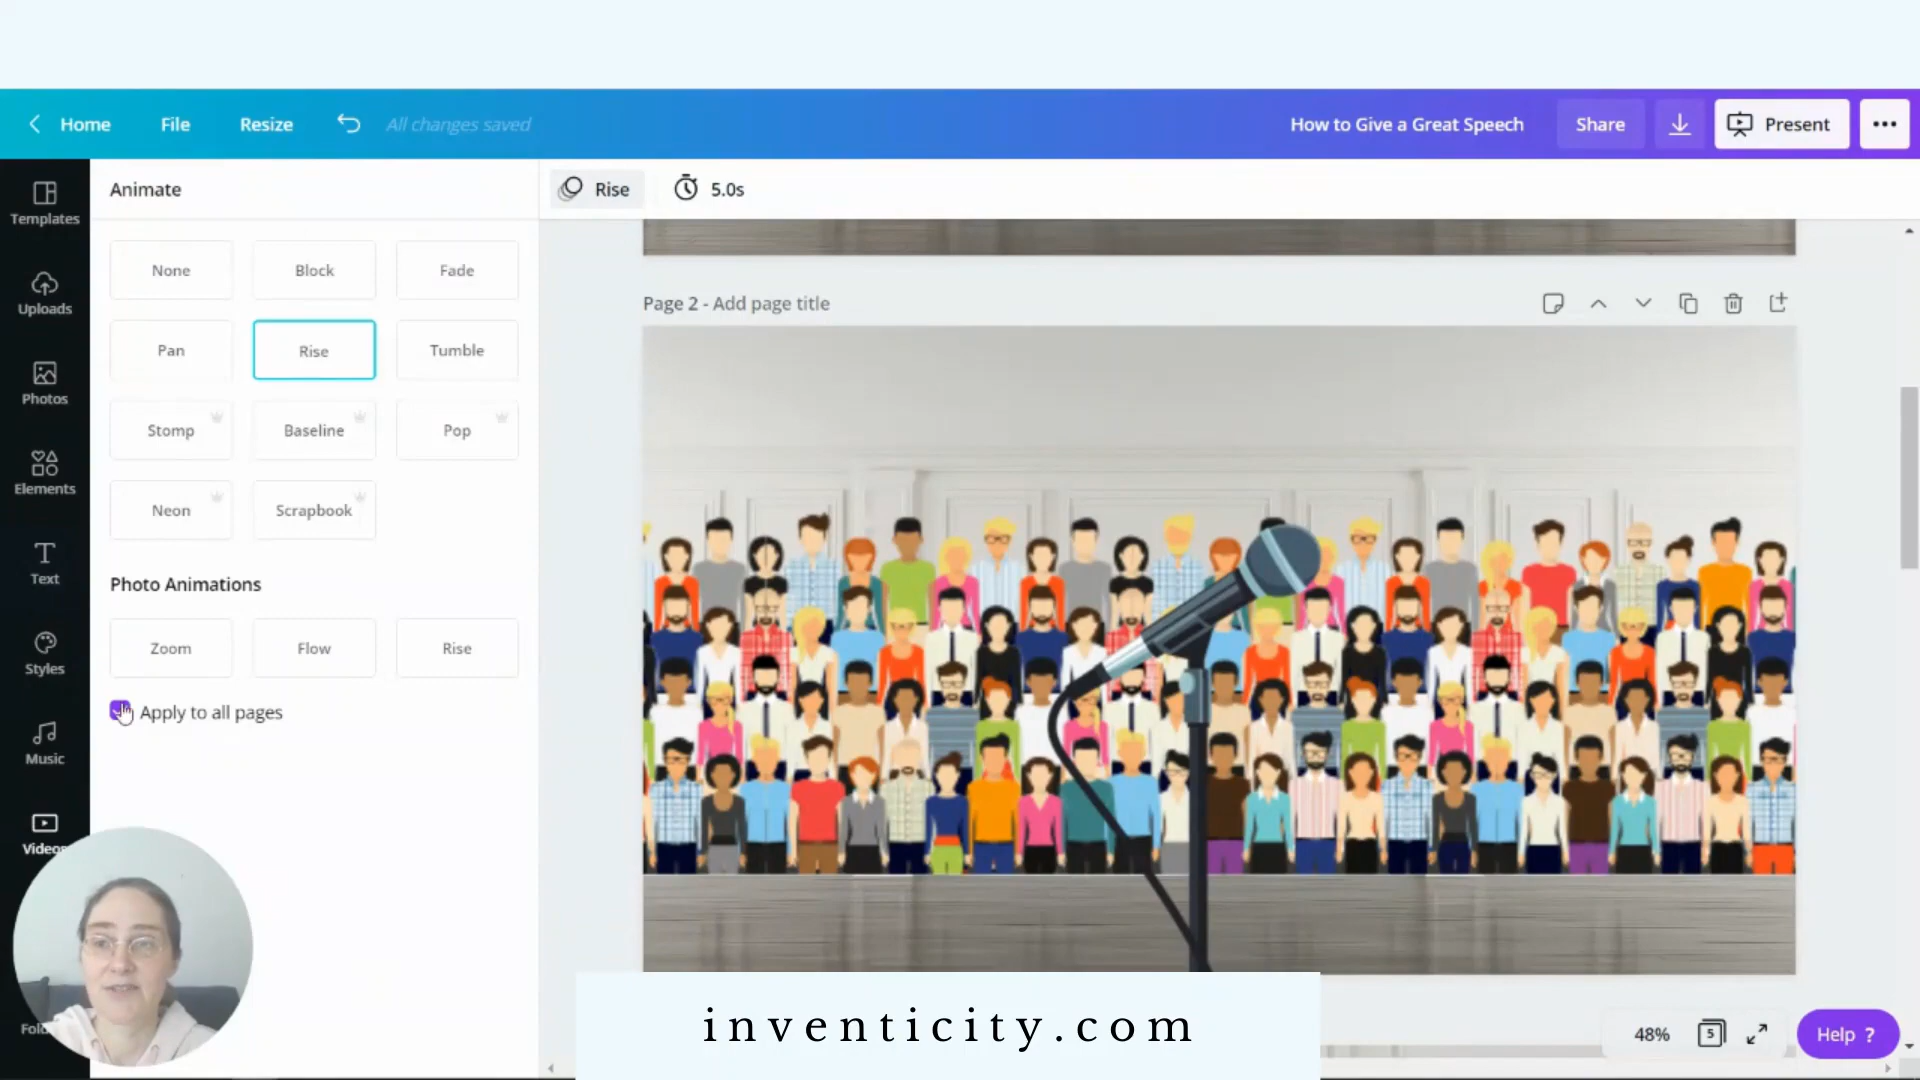 Home File Resize All changes saved How to Give a Great Speech Share Present
Animate
Rise 5.0s
Templates
Uploads
Photos
Elements
Text
Styles
Music
Videos
None Block Fade
Pan Rise Tumble
Stomp Baseline Pop
Neon Scrapbook
Photo Animations
Zoom Flow Rise
Apply to all pages
Page 2 - Add page title
inventicity.com
48% 5 Help ?